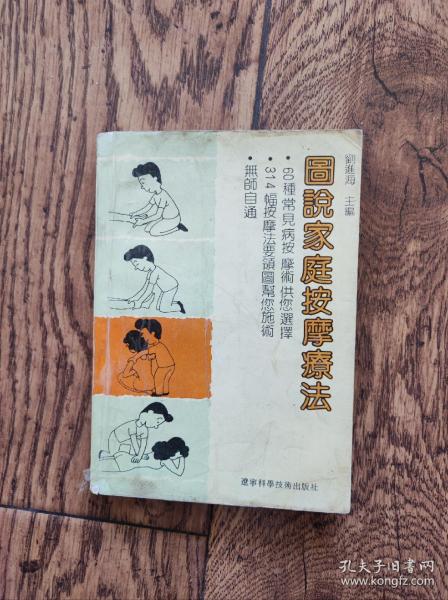 劉進海 主編
圖說家庭按摩療法
•60種常見病按摩術供您選擇
•314幅按摩法要領圖幫您施術
•無師自通
遼寧科學技術出版社
孔夫子旧书网
www.kongfz.com